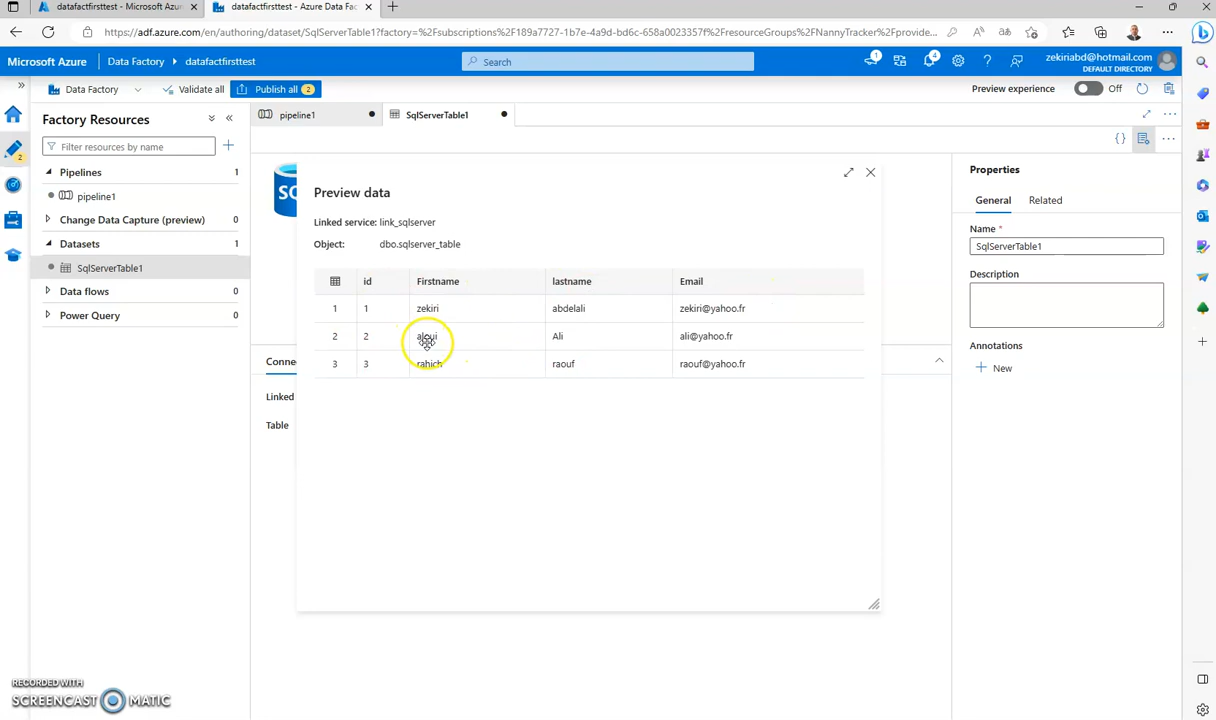 datafactfirsttest - Microsoft Azu
datafactfirsttest - Azure Data Fac
https://adf.azure.com/en/authoring/dataset/SqlServerTable1?factory=%2Fsubscriptions%2F189a7727-1b7e-4a9d-bd6c-658a0023357f%2FresourceGroups%2FNannyTracker%2Fprovide...
Microsoft Azure
Data Factory
datafactfirsttest
Search
1
4
zekiriabd@hotmail.com
DEFAULT DIRECTORY
Data Factory
Validate all
Publish all 2
Preview experience
Off
2
Factory Resources
Filter resources by name
pipeline1
SqlServerTable1
Pipelines 1
pipeline1
Change Data Capture (preview) 0
Datasets 1
SqlServerTable1
Data flows 0
Power Query 0
SQL
Conne
Linked
Table
Preview data
Linked service: link_sqlserver
Object: dbo.sqlserver_table
id Firstname lastname Email
1 1 zekiri abdelali zekiri@yahoo.fr
2 2 aloui Ali ali@yahoo.fr
3 3 rahich raouf raouf@yahoo.fr
Properties
General
Related
Name *
SqlServerTable1
Description
Annotations
New
RECORDED WITH
SCREENCAST MATIC